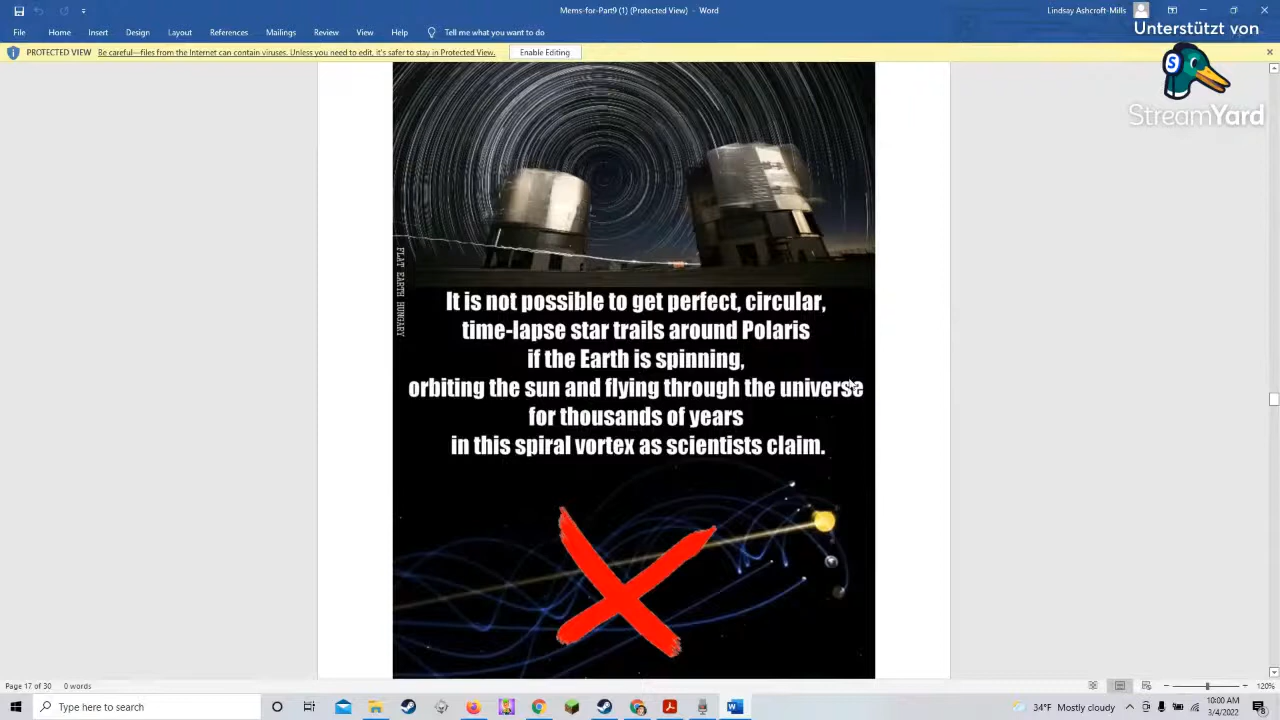 Mems-for-Part9 (1) (Protected View) - Word
Lindsay Ashcroft-Mills
File Home Insert Design Layout References Mailings Review View Help Tell me what you want to do
Unterstützt von
PROTECTED VIEW Be careful—files from the Internet can contain viruses. Unless you need to edit, it's safer to stay in Protected View. Enable Editing
S
StreamYard
FLAT EARTH HUNGARY
It is not possible to get perfect, circular,
time-lapse star trails around Polaris
if the Earth is spinning,
orbiting the sun and flying through the universe
for thousands of years
in this spiral vortex as scientists claim.
Page 17 of 30 0 words
120%
Type here to search
34°F Mostly cloudy
10:00 AM
3/4/2023